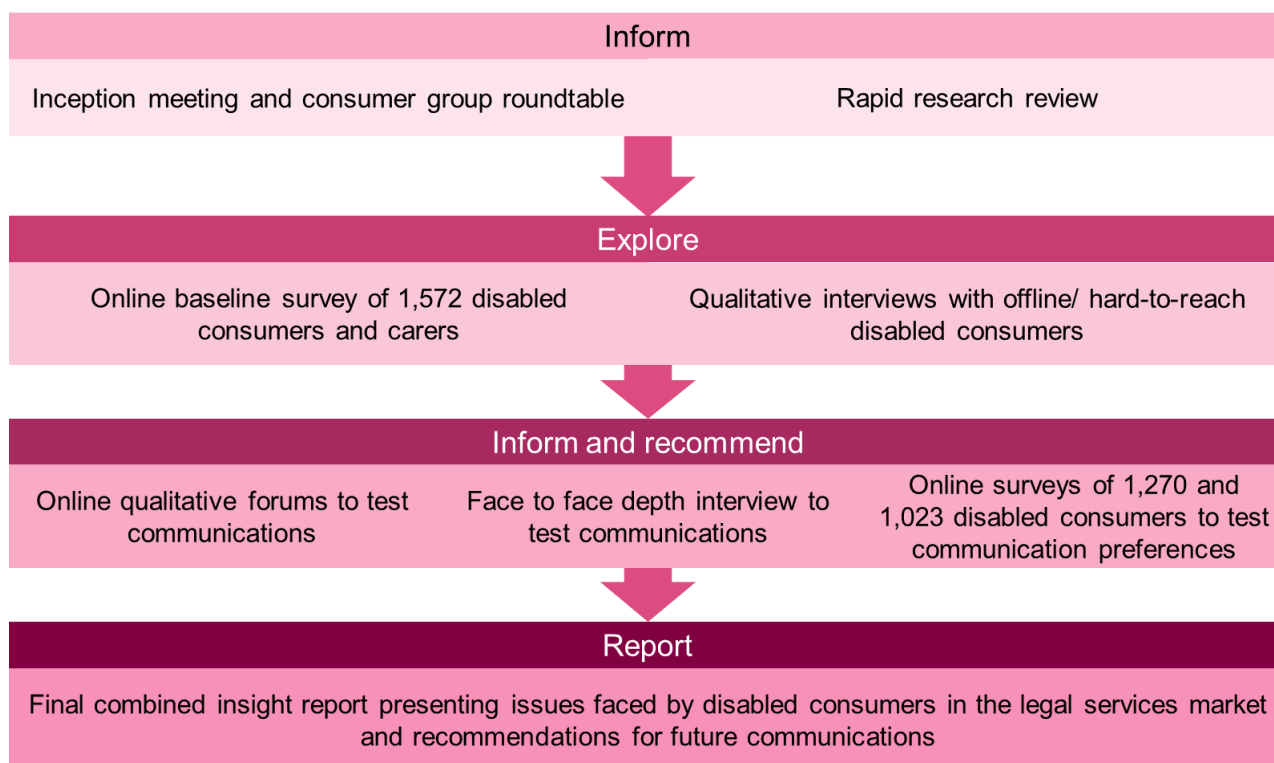 Inform
Inception meeting and consumer group roundtable
Rapid research review
Explore
Online baseline survey of 1,572 disabled
consumers and carers
Qualitative interviews with offline/ hard-to-reach
disabled consumers
Inform and recommend
Online qualitative forums to test
communications
Face to face depth interview to
test communications
Online surveys of 1,270 and
1,023 disabled consumers to test
communication preferences
Report
Final combined insight report presenting issues faced by disabled consumers in the legal services market
and recommendations for future communications